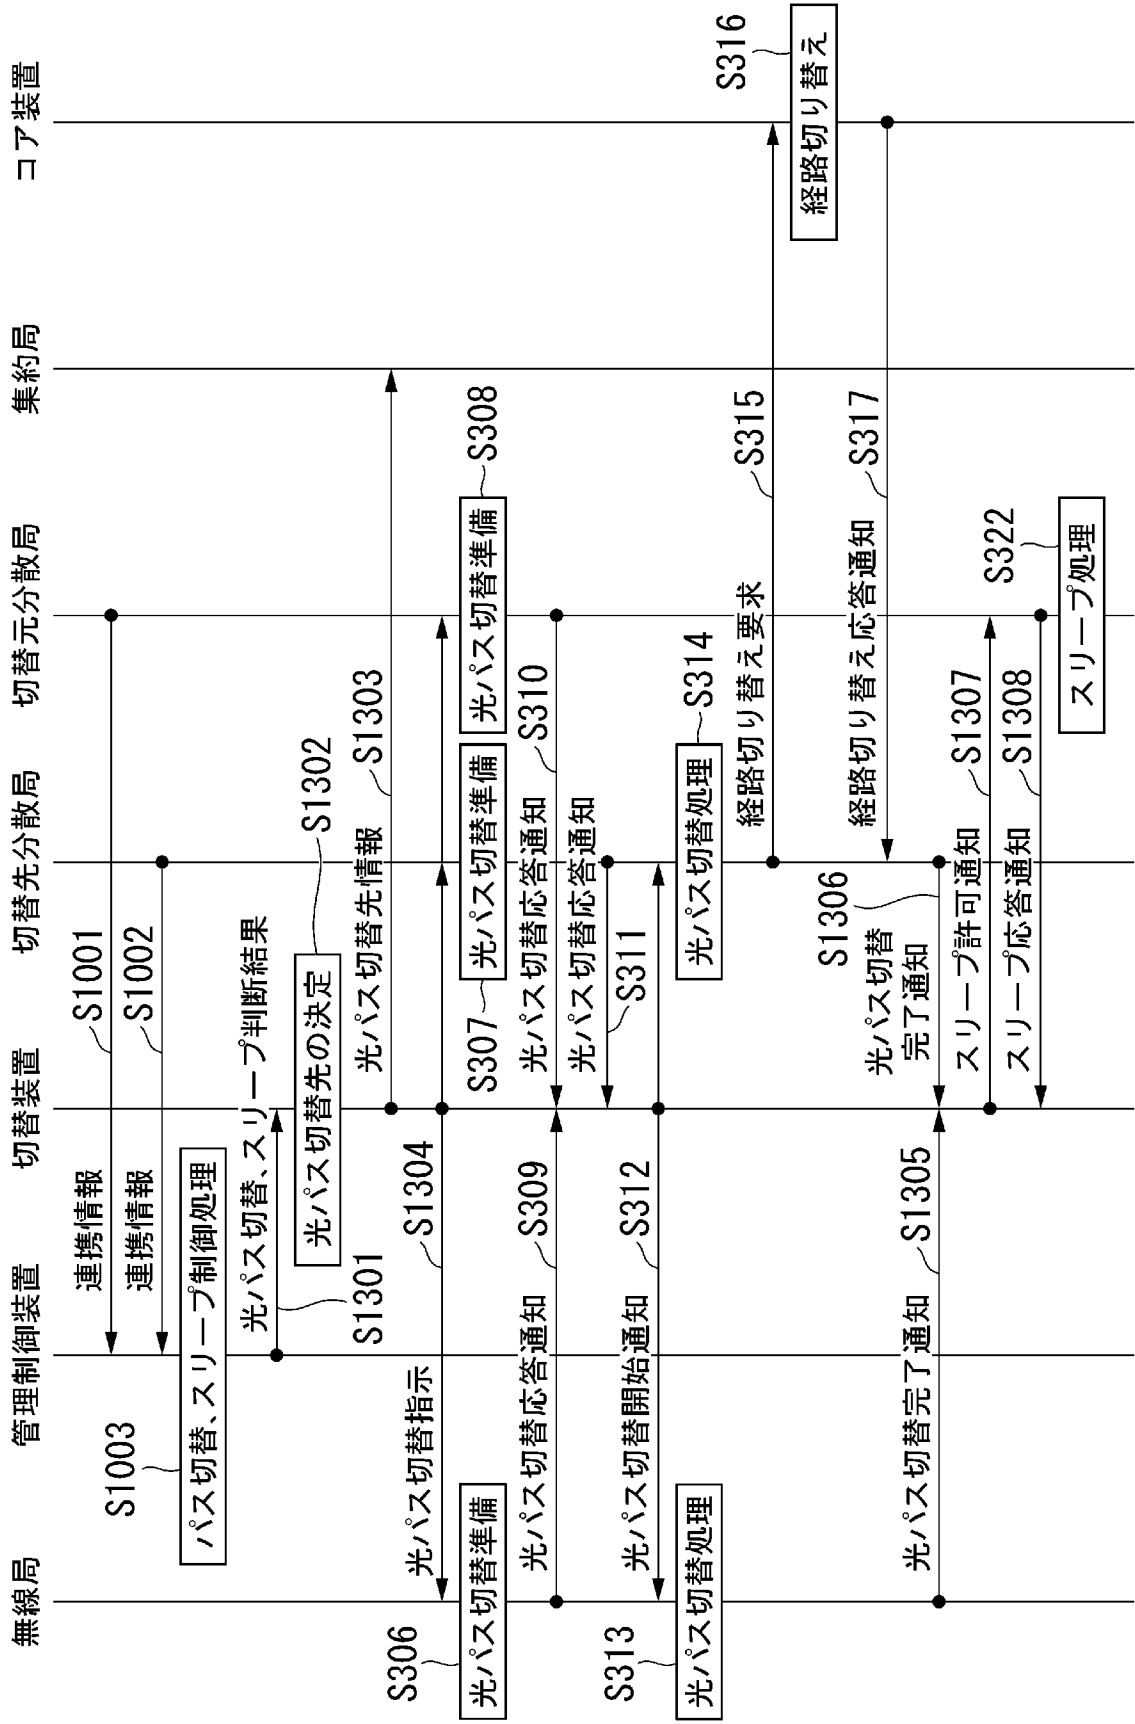 無線局
管理制御装置
切替装置
切替先分散局
切替元分散局
集約局
コア装置
連携情報
S1001
連携情報
S1002
S1003
パス切替、スリープ制御処理
光パス切替、スリープ判断結果
S1301
光パス切替先の決定
S1302
光パス切替先情報
S1303
光パス切替指示
S1304
S306
光パス切替準備
S307
光パス切替準備
光パス切替準備
S308
光パス切替応答通知
S309
光パス切替応答通知
S310
光パス切替応答通知
S311
光パス切替開始通知
S312
S313
光パス切替処理
光パス切替処理
S314
経路切り替え要求
S315
経路切り替え
S316
経路切り替え応答通知
S317
光パス切替完了通知
S1305
光パス切替
完了通知
S1306
スリープ許可通知
S1307
スリープ応答通知
S1308
スリープ処理
S322